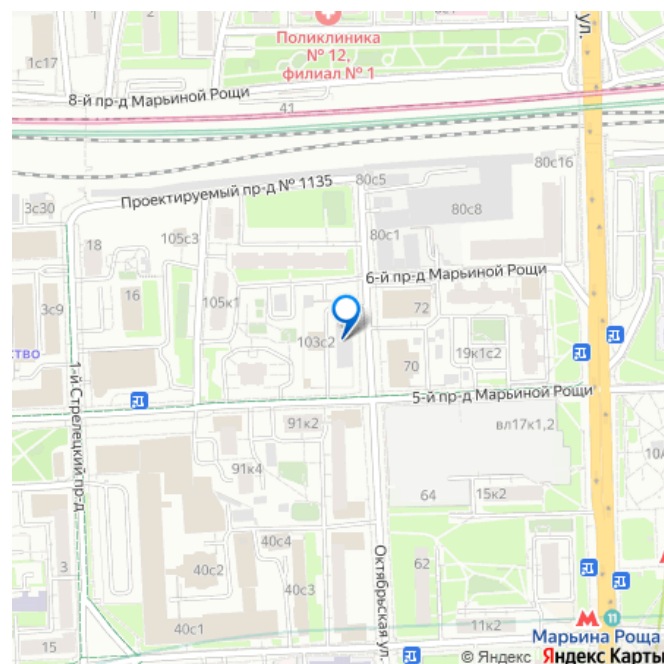 ул.
Поликлиника
№ 12,
филиал № 1
1с17
8-й пр-д Марьиной Рощи
41
80с16
Проектируемый пр-д № 1135
80с5
3с30
80с8
105с3
80с1
18
6-й пр-д Марьиной Рощи
16
105к1
72
3с9
103с2
19к1с2
ство
70
1-й Стрелецкий пр-д
5-й пр-д Марьиной Рощи
91к2
вл17к1,2
10
91к4
64
15к2
40с4
Октябрьская ул.
62
3
40с2
40с3
11
11к2
40с1
Марьина Роща
15
© Яндекс Яндекс Карты